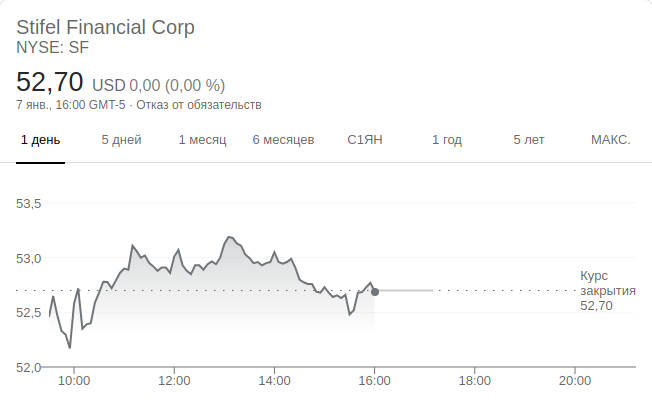 Stifel Financial Corp
NYSE: SF
52,70 USD 0,00 (0,00 %)
7 янв., 16:00 GMT-5 · Отказ от обязательств
1 день 5 дней 1 месяц 6 месяцев С1ЯН 1 год 5 лет МАКС.
53,5
53,0
52,5
52,0
Курс
закрытия
52,70
10:00 12:00 14:00 16:00 18:00 20:00